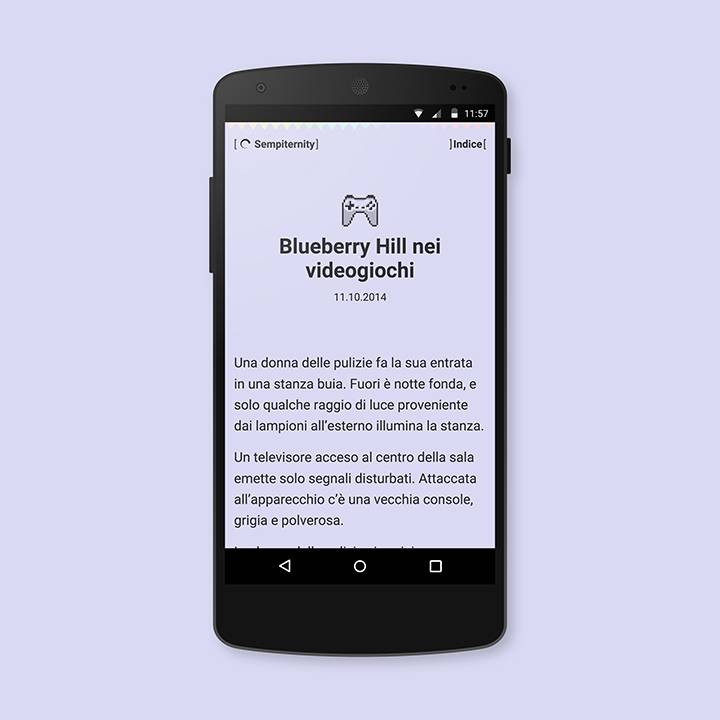 11:57
[ Sempiternity] ]Indice[
Blueberry Hill nei
videogiochi
11.10.2014
Una donna delle pulizie fa la sua entrata
in una stanza buia. Fuori è notte fonda, e
solo qualche raggio di luce proveniente
dai lampioni all’esterno illumina la stanza.
Un televisore acceso al centro della sala
emette solo segnali disturbati. Attaccata
all’apparecchio c’è una vecchia console,
grigia e polverosa.